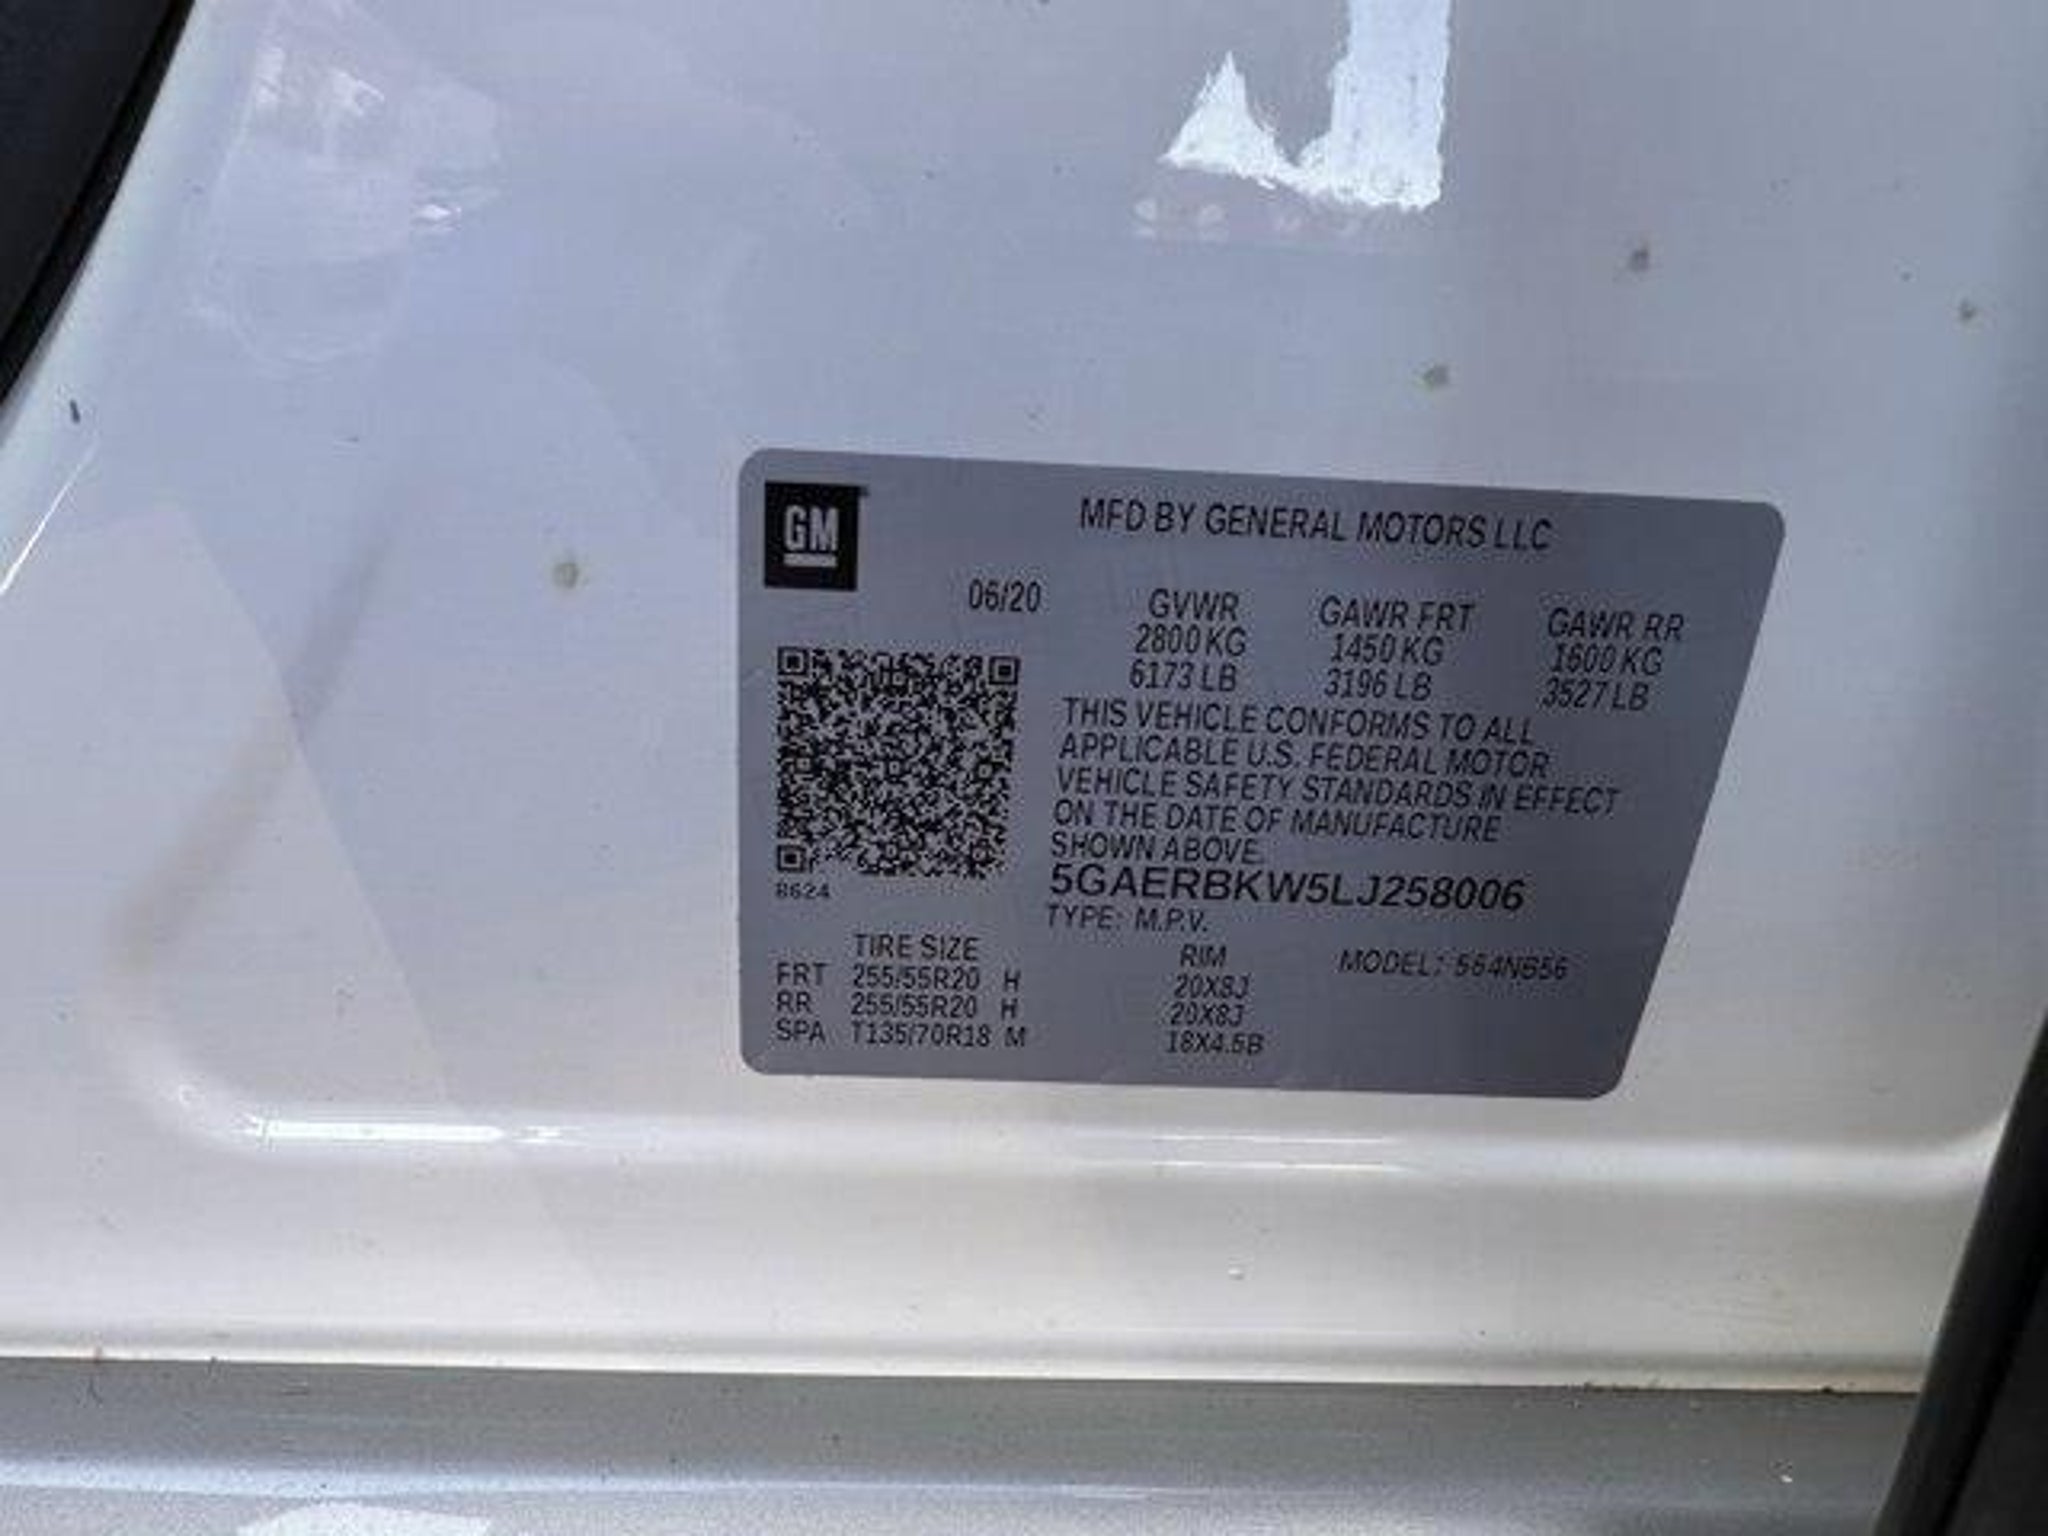 GM
MFD BY GENERAL MOTORS LLC
06/20 GVWR GAWR FRT GAWR RR
2800 KG 1450 KG 1600 KG
6173 LB 3196 LB 3527 LB
THIS VEHICLE CONFORMS TO ALL
APPLICABLE U.S. FEDERAL MOTOR
VEHICLE SAFETY STANDARDS IN EFFECT
ON THE DATE OF MANUFACTURE
SHOWN ABOVE.
8624
5GAERBKW5LJ258006
TYPE: M.P.V.
TIRE SIZE RIM MODEL:
FRT 255/55R20 H 20X8J
RR 255/55R20 H 20X8J
SPA T135/70R18 M 18X4.5B